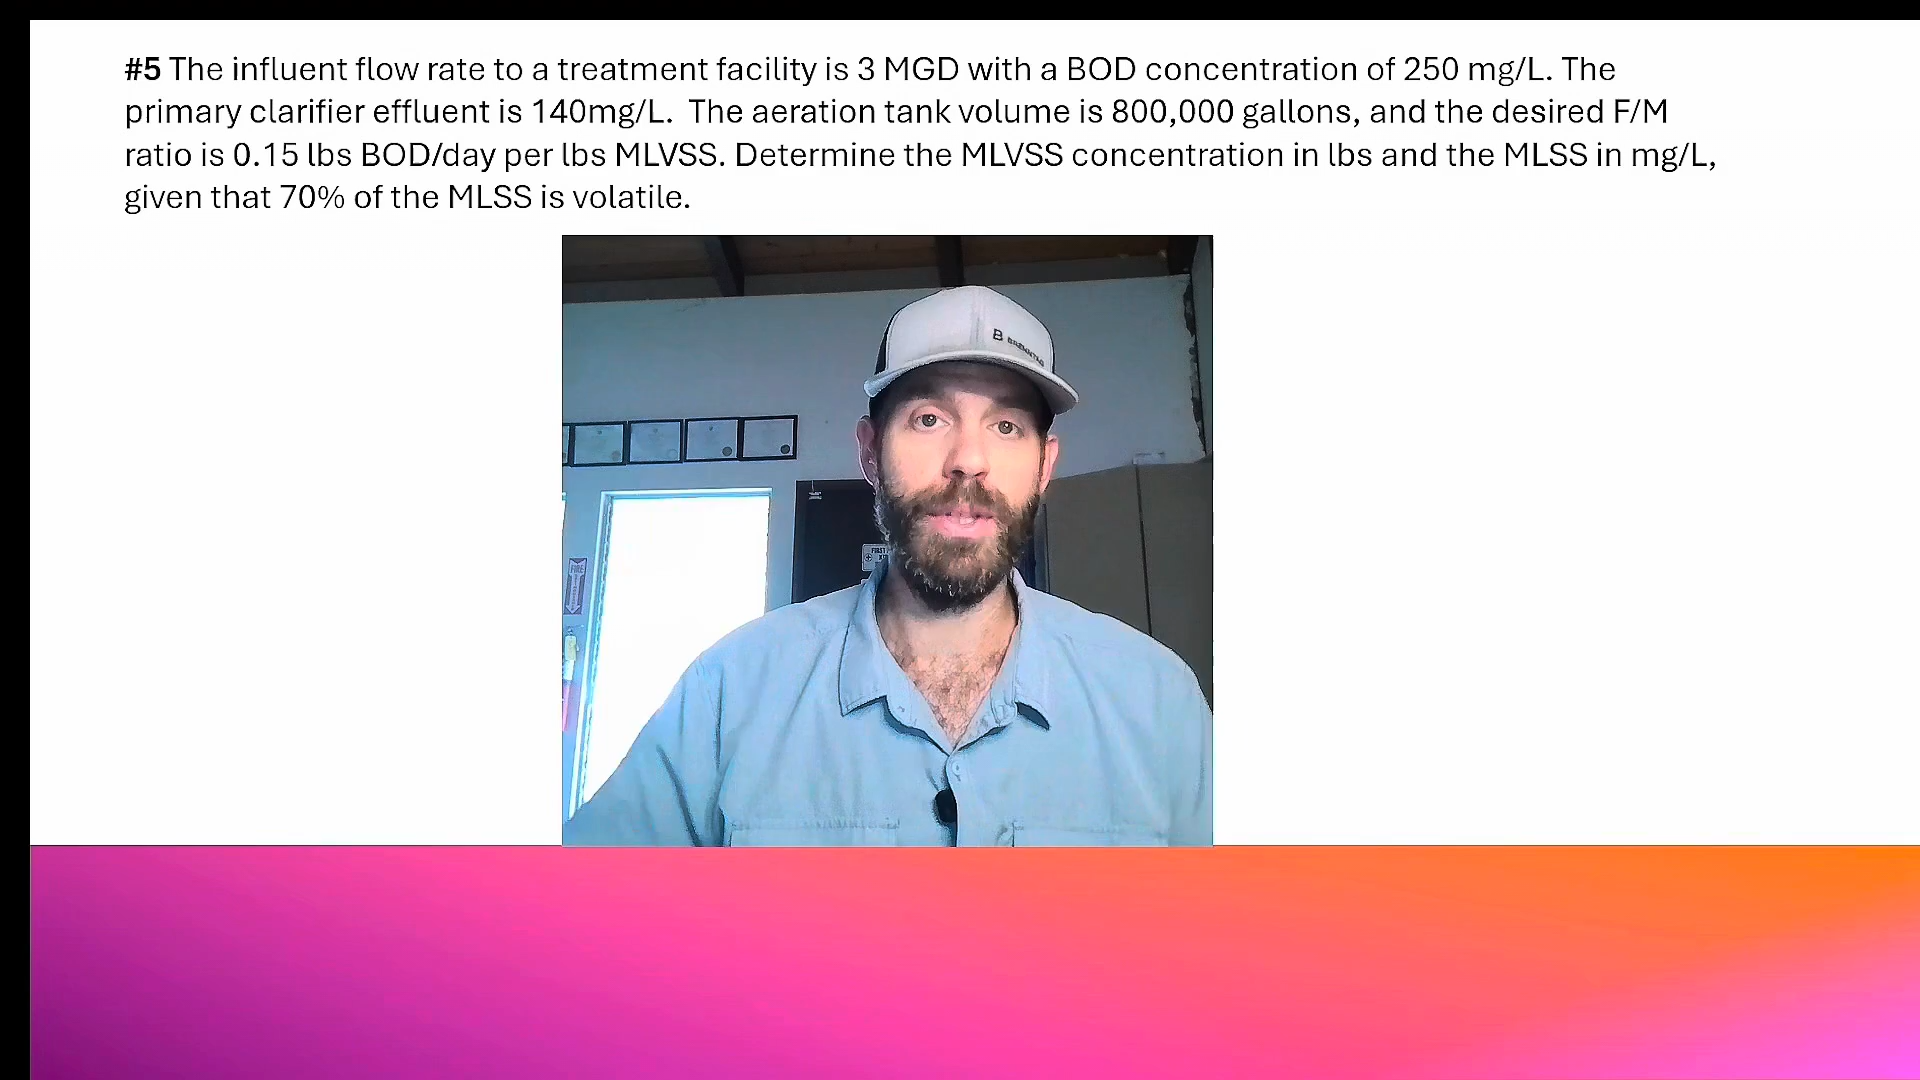 #5 The influent flow rate to a treatment facility is 3 MGD with a BOD concentration of 250 mg/L. The
primary clarifier effluent is 140mg/L. The aeration tank volume is 800,000 gallons, and the desired F/M
ratio is 0.15 lbs BOD/day per lbs MLVSS. Determine the MLVSS concentration in lbs and the MLSS in mg/L,
given that 70% of the MLSS is volatile.
B BRENNTAG
FIRST
FIRE